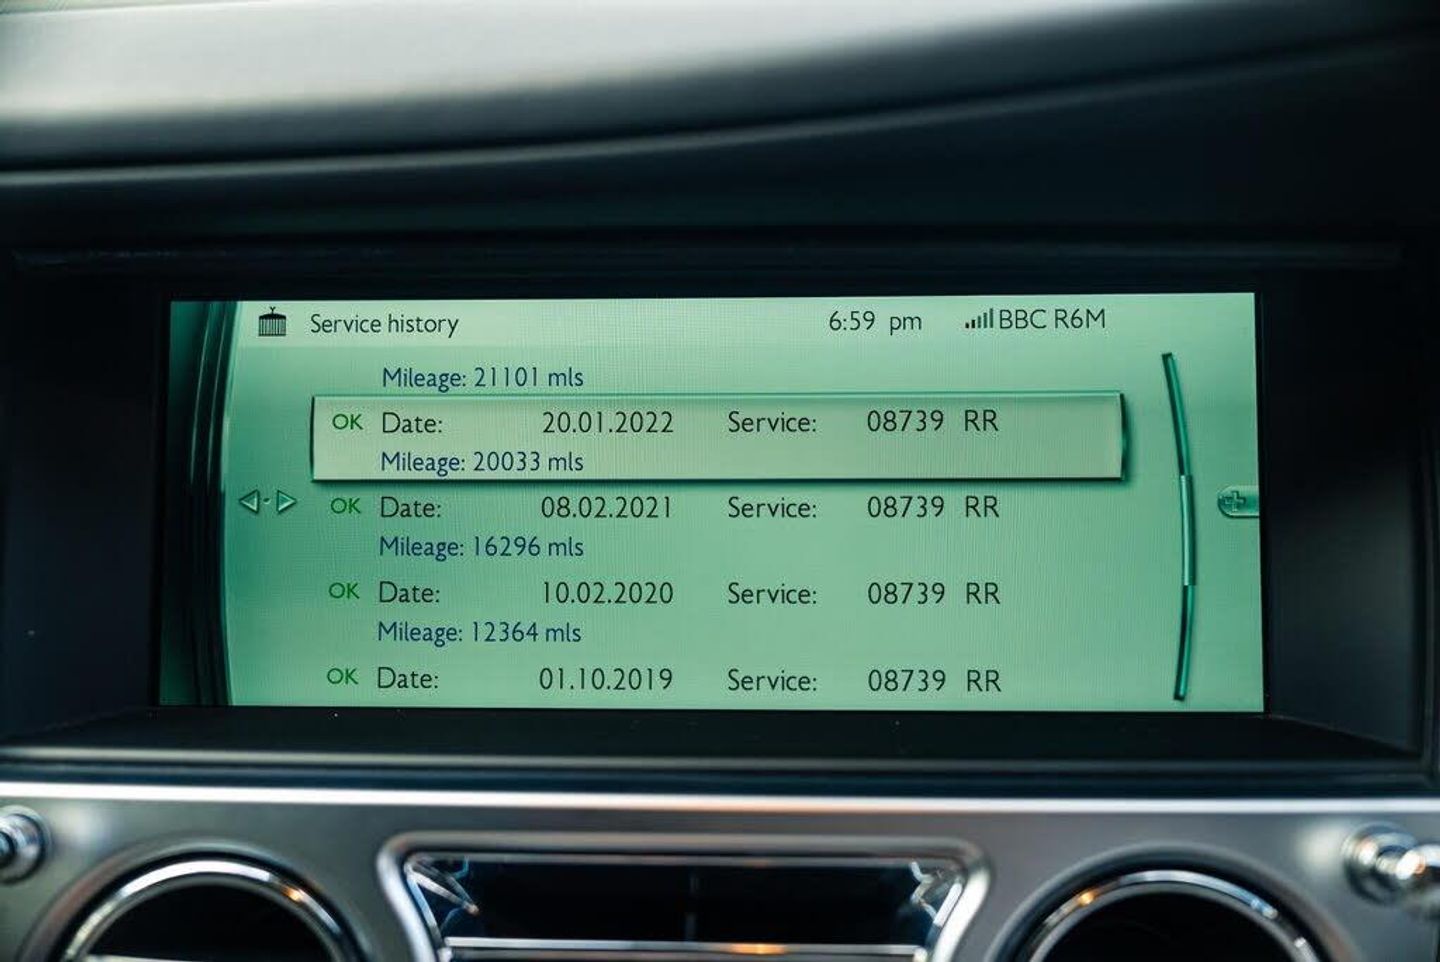 Service history 6:59 pm BBC R6M
Mileage: 21101 mls
OK Date: 20.01.2022 Service: 08739 RR
Mileage: 20033 mls
OK Date: 08.02.2021 Service: 08739 RR
Mileage: 16296 mls
OK Date: 10.02.2020 Service: 08739 RR
Mileage: 12364 mls
OK Date: 01.10.2019 Service: 08739 RR